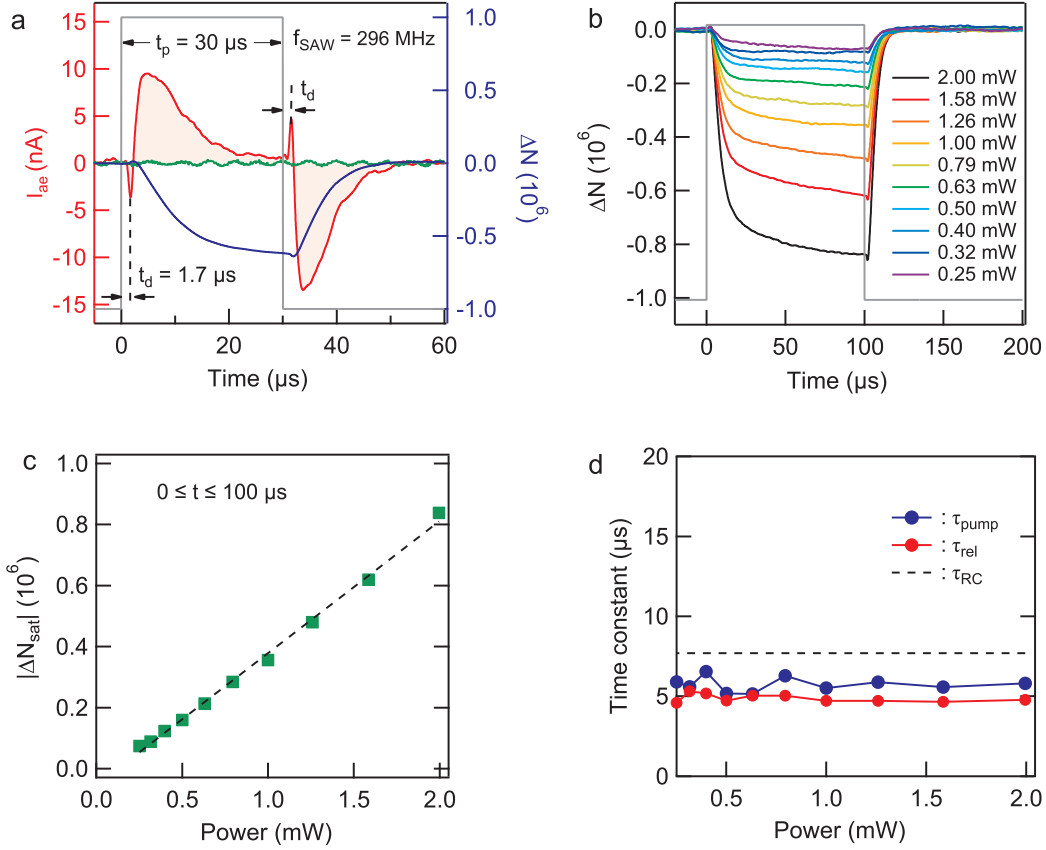 a
15
10
5
0
-5
-10
-15
I_ae (nA)
t_p = 30 µs
f_SAW = 296 MHz
t_d
t_d = 1.7 µs
1.0
0.5
0.0
-0.5
-1.0
ΔN (10^6)
0
20
40
60
Time (µs)
b
0.0
-0.2
-0.4
-0.6
-0.8
-1.0
ΔN (10^6)
2.00 mW
1.58 mW
1.26 mW
1.00 mW
0.79 mW
0.63 mW
0.50 mW
0.40 mW
0.32 mW
0.25 mW
0
50
100
150
200
Time (µs)
c
1.0
0.8
0.6
0.4
0.2
0.0
|ΔN_sat| (10^6)
0 ≤ t ≤ 100 µs
0.0
0.5
1.0
1.5
2.0
Power (mW)
d
20
15
10
5
0
Time constant (µs)
: τ_pump
: τ_rel
: τ_RC
0.5
1.0
1.5
2.0
Power (mW)